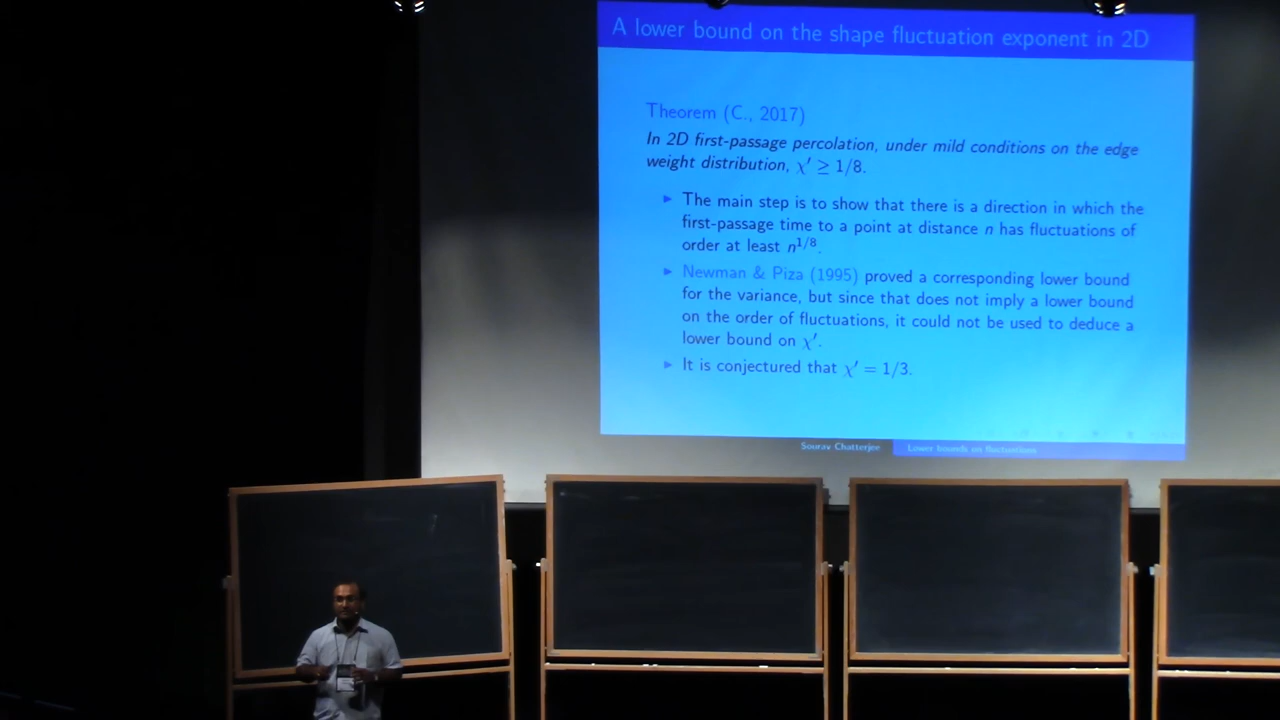 A lower bound on the shape fluctuation exponent in 2D
Theorem (C., 2017)
In 2D first-passage percolation, under mild conditions on the edge
weight distribution, χ′ ≥ 1/8.
▶ The main step is to show that there is a direction in which the
first-passage time to a point at distance n has fluctuations of
order at least n^{1/8}.
▶ Newman & Piza (1995) proved a corresponding lower bound
for the variance, but since that does not imply a lower bound
on the order of fluctuations, it could not be used to deduce a
lower bound on χ′.
▶ It is conjectured that χ′ = 1/3.
Sourav Chatterjee
Lower bounds on fluctuations